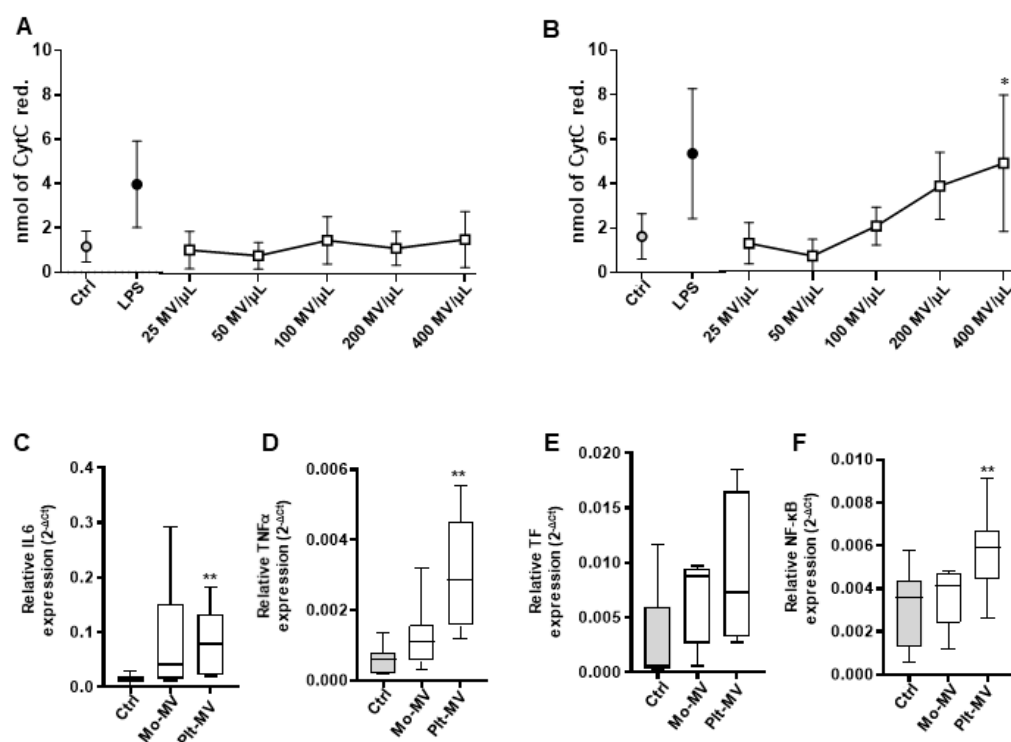 A
10
8
6
4
2
0
nmol of CytC red.
Ctrl
LPS
25 MV/µL
50 MV/µL
100 MV/µL
200 MV/µL
400 MV/µL
B
10
8
6
4
2
0
nmol of CytC red.
*
Ctrl
LPS
25 MV/µL
50 MV/µL
100 MV/µL
200 MV/µL
400 MV/µL
C
Relative IL6
expression (2-ΔCt)
0.4
0.3
0.2
0.1
0.0
**
Ctrl
Mo-MV
Plt-MV
D
Relative TNFα
expression (2-ΔCt)
0.006
0.004
0.002
0.000
**
Ctrl
Mo-MV
Plt-MV
E
Relative TF
expression (2-ΔCt)
0.020
0.015
0.010
0.005
0.000
Ctrl
Mo-MV
Plt-MV
F
Relative NF-κB
expression (2-ΔCt)
0.010
0.008
0.006
0.004
0.002
0.000
**
Ctrl
Mo-MV
Plt-MV